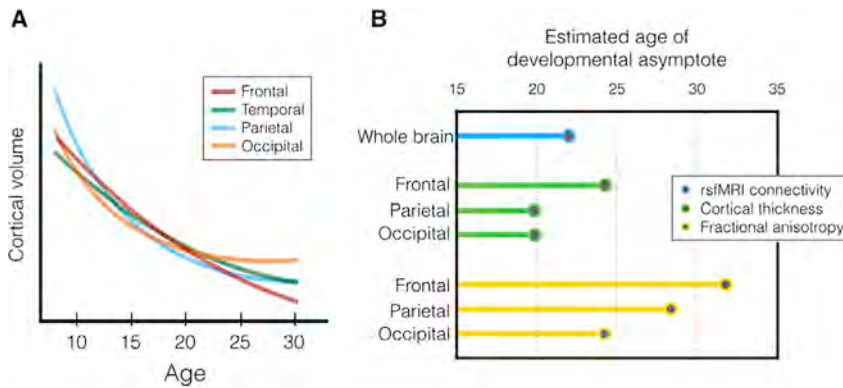 A
Cortical volume
Frontal
Temporal
Parietal
Occipital
10 15 20 25 30
Age
B
Estimated age of
developmental asymptote
15 20 25 30 35
Whole brain
Frontal
Parietal
Occipital
Frontal
Parietal
Occipital
rsfMRI connectivity
Cortical thickness
Fractional anisotropy